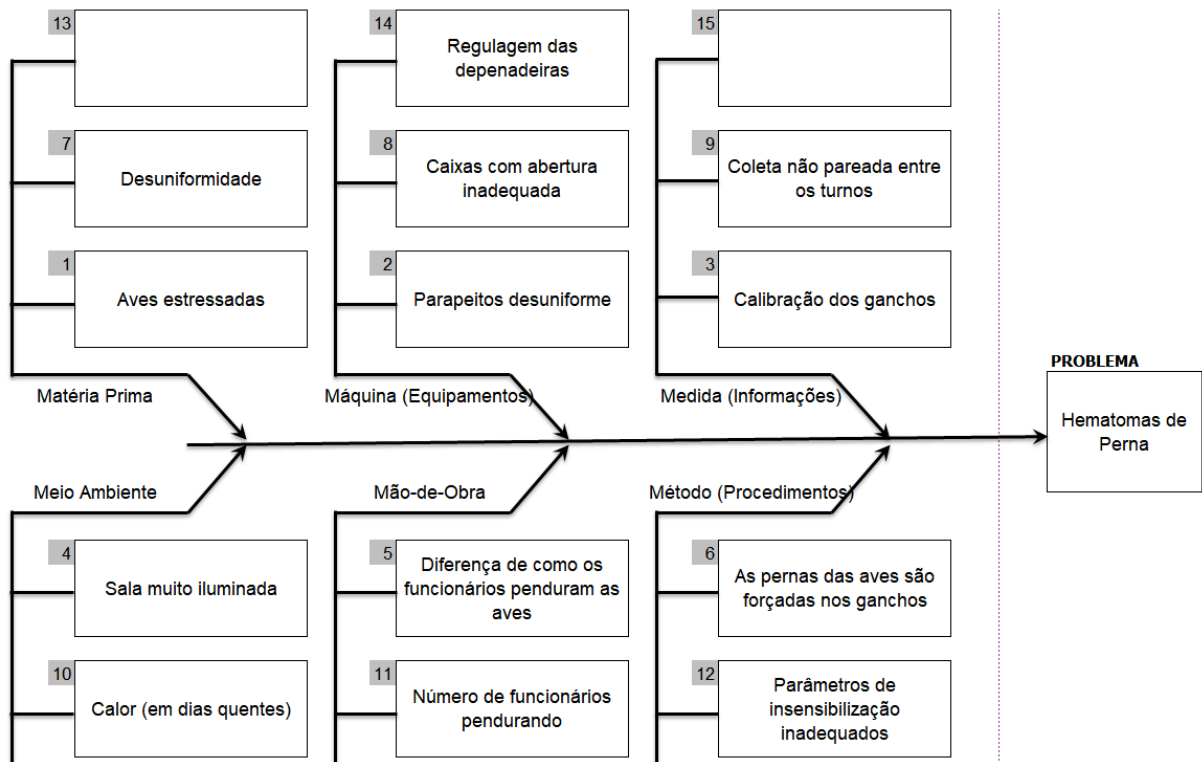 13
14
Regulagem das
depenadeiras
15
7
Desuniformidade
8
Caixas com abertura
inadequada
9
Coleta não pareada entre
os turnos
1
Aves estressadas
2
Parapeitos desuniforme
3
Calibração dos ganchos
Matéria Prima
Máquina (Equipamentos)
Medida (Informações)
PROBLEMA
Hematomas de
Perna
Meio Ambiente
Mão-de-Obra
Método (Procedimentos)
4
Sala muito iluminada
5
Diferença de como os
funcionários penduram as
aves
6
As pernas das aves são
forçadas nos ganchos
10
Calor (em dias quentes)
11
Número de funcionários
pendurando
12
Parâmetros de
insensibilização
inadequados